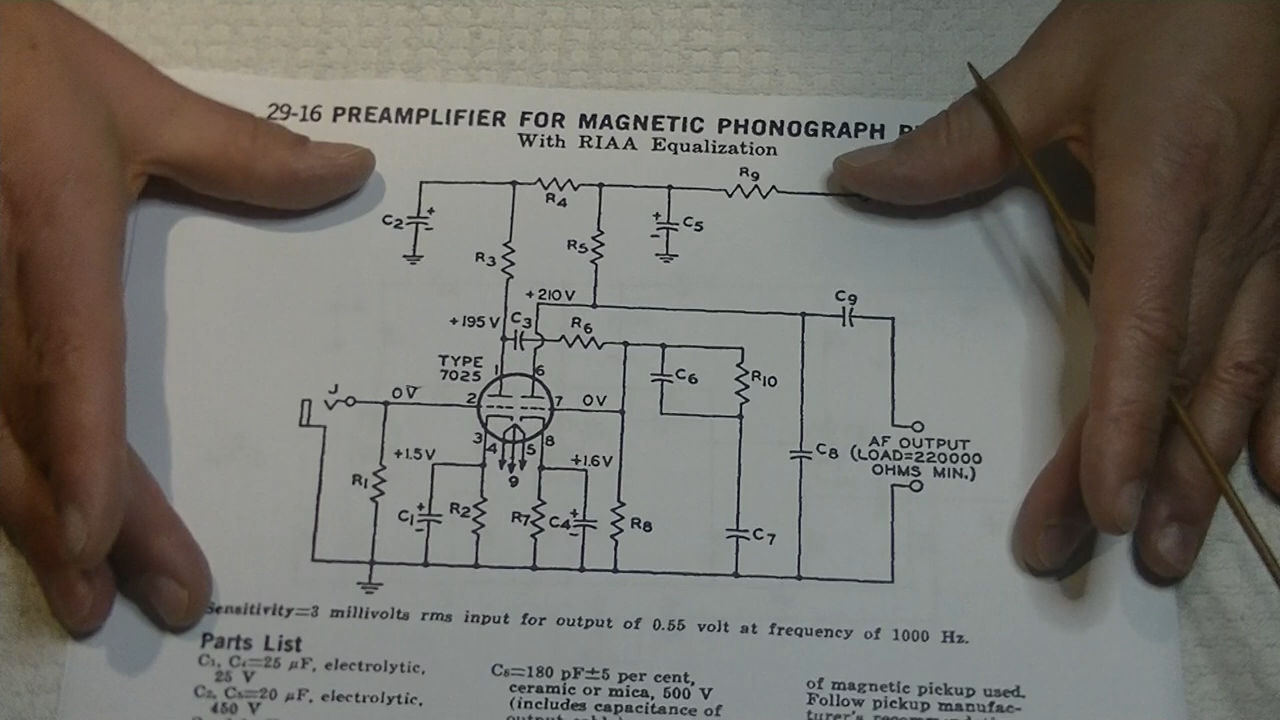 29-16 PREAMPLIFIER FOR MAGNETIC PHONOGRAPH
With RIAA Equalization
R9
R4
C2
+
-
R3
R5
+
-
C5
+210 V
C9
+195 V
C3
R6
TYPE
7025
1
6
C6
R10
J
0V
2
7
0V
3
4
5
8
9
+1.5V
+1.6V
C8
AF OUTPUT
(LOAD=220000
OHMS MIN.)
R1
C1
+
-
R2
R7
C4
+
-
R8
C7
Sensitivity=3 millivolts rms input for output of 0.55 volt at frequency of 1000 Hz.
Parts List
C1, C4=25 µF, electrolytic,
25 V
C2, C5=20 µF, electrolytic,
450 V
C8=180 pF±5 per cent,
ceramic or mica, 500 V
(includes capacitance of
of magnetic pickup used.
Follow pickup manufac-